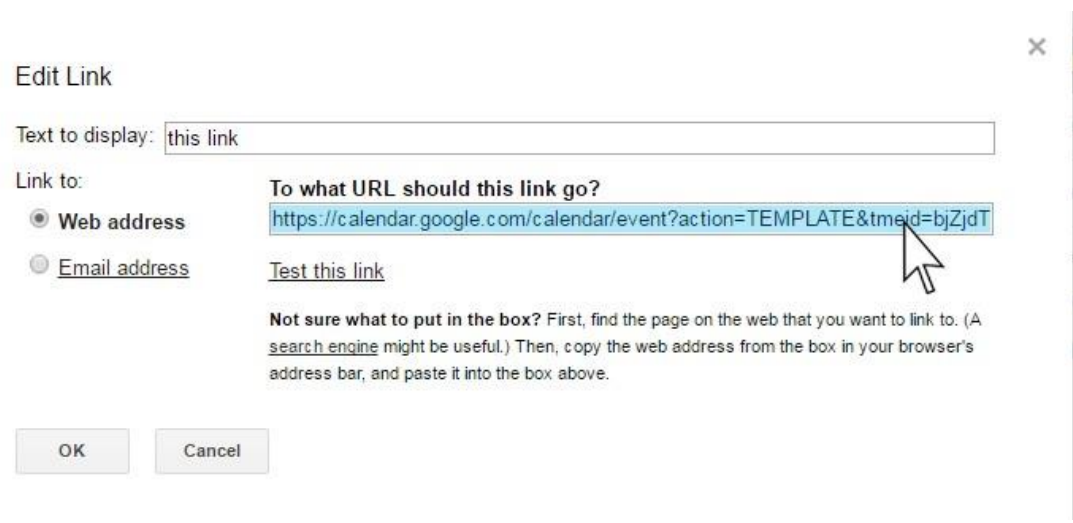 ×
Edit Link
Text to display: this link
Link to:
To what URL should this link go?
Web address
https://calendar.google.com/calendar/event?action=TEMPLATE&tmeid=bjZjdT
Email address
Test this link
Not sure what to put in the box? First, find the page on the web that you want to link to. (A
search engine might be useful.) Then, copy the web address from the box in your browser's
address bar, and paste it into the box above.
OK Cancel